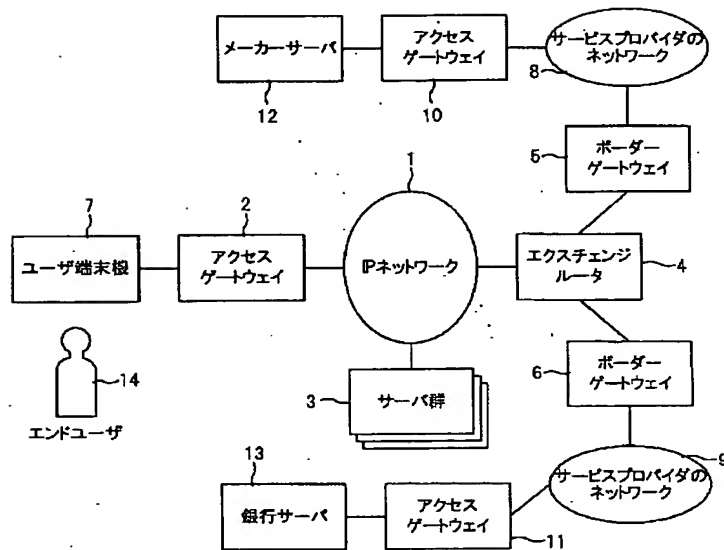 メーカーサーバ
12
アクセス
ゲートウェイ
10
サービスプロバイダの
ネットワーク
8
5
ボーダー
ゲートウェイ
1
7
ユーザ端末根
2
アクセス
ゲートウェイ
IPネットワーク
エクスチェンジ
ルータ
4
14
エンドユーザ
3
サーバ群
6
ボーダー
ゲートウェイ
13
銀行サーバ
アクセス
ゲートウェイ
11
サービスプロバイダの
ネットワーク
9